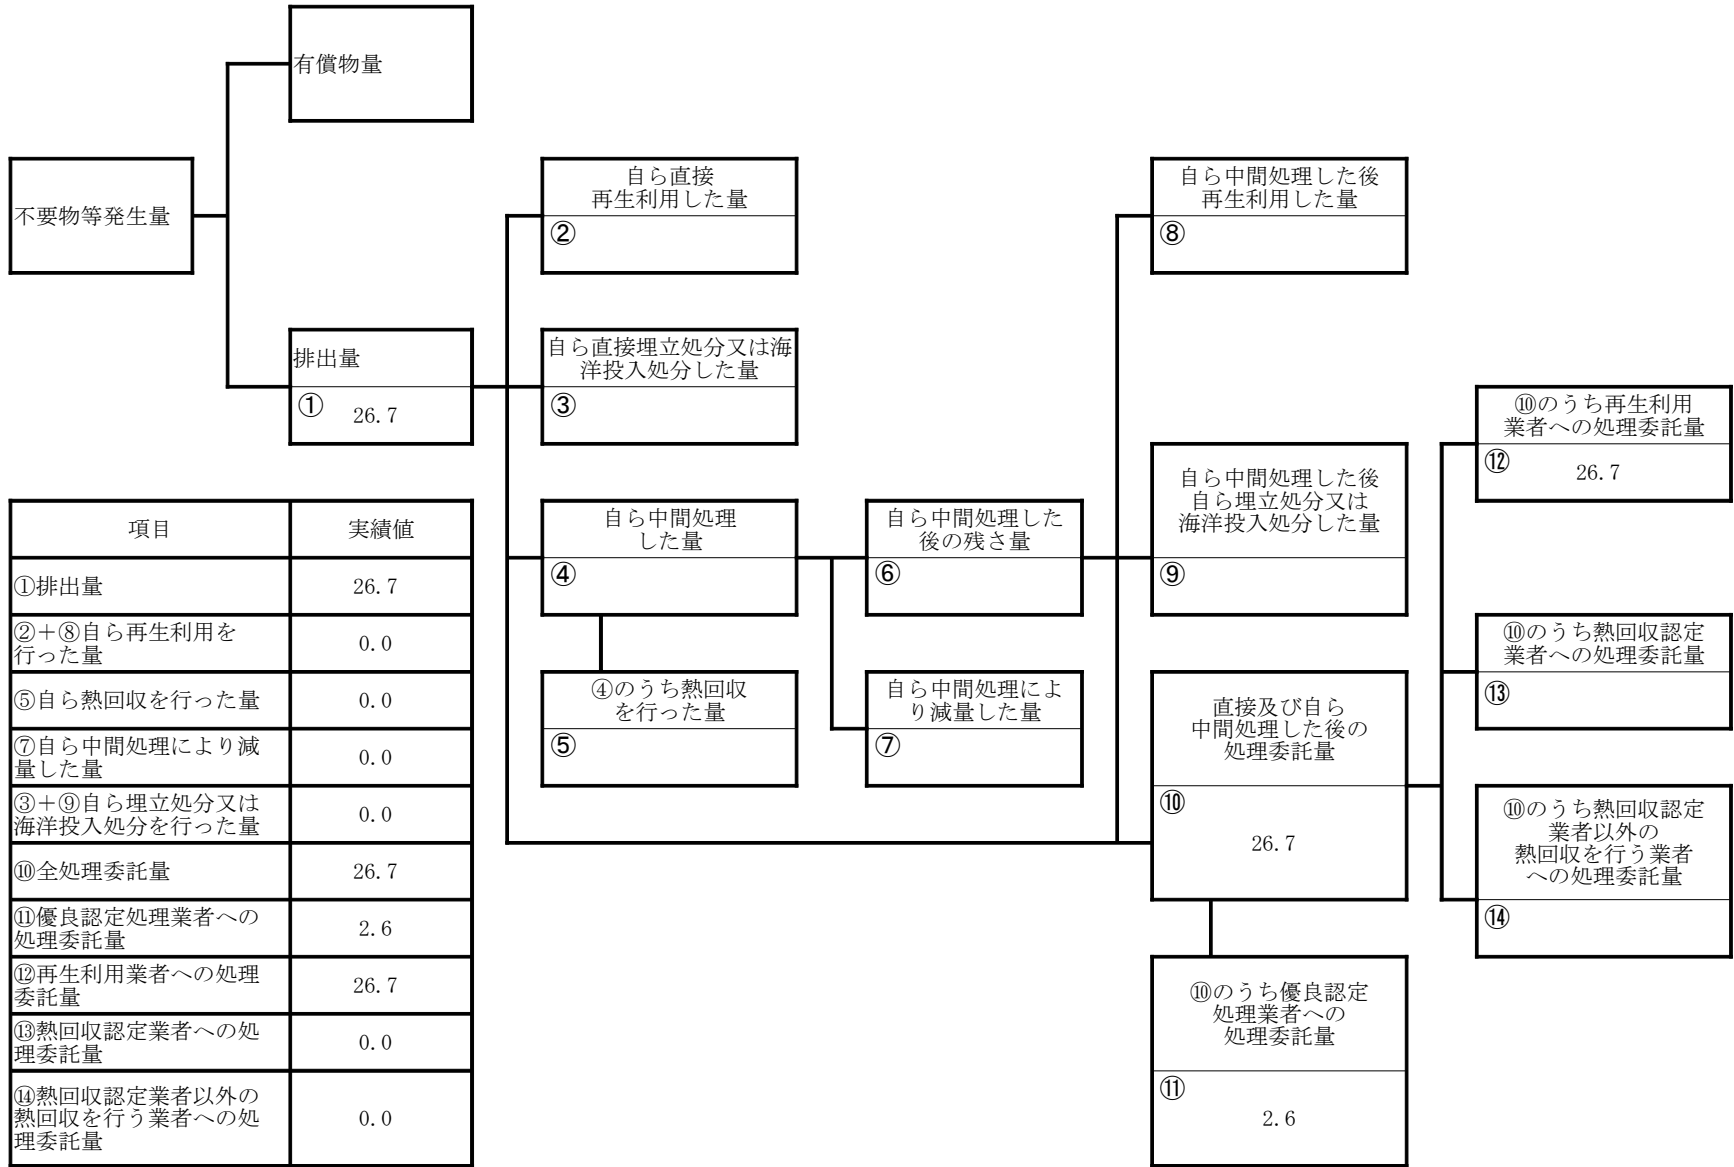 有償物量
不要物等発生量
自ら直接
再生利用した量
②
自ら中間処理した後
再生利用した量
⑧
排出量
①
26.7
自ら直接埋立処分又は海
洋投入処分した量
③
⑩のうち再生利用
業者への処理委託量
⑫
26.7
自ら中間処理
した量
④
自ら中間処理した
後の残さ量
⑥
自ら中間処理した後
自ら埋立処分又は
海洋投入処分した量
⑨
⑩のうち熱回収認定
業者への処理委託量
⑬
④のうち熱回収
を行った量
⑤
自ら中間処理によ
り減量した量
⑦
直接及び自ら
中間処理した後の
処理委託量
⑩
26.7
⑩のうち熱回収認定
業者以外の
熱回収を行う業者
への処理委託量
⑭
⑩のうち優良認定
処理業者への
処理委託量
⑪
2.6
項目 実績値
①排出量 26.7
②+⑧自ら再生利用を
行った量 0.0
⑤自ら熱回収を行った量 0.0
⑦自ら中間処理により減
量した量 0.0
③+⑨自ら埋立処分又は
海洋投入処分を行った量 0.0
⑩全処理委託量 26.7
⑪優良認定処理業者への
処理委託量 2.6
⑫再生利用業者への処理
委託量 26.7
⑬熱回収認定業者への処
理委託量 0.0
⑭熱回収認定業者以外の
熱回収を行う業者への処
理委託量 0.0